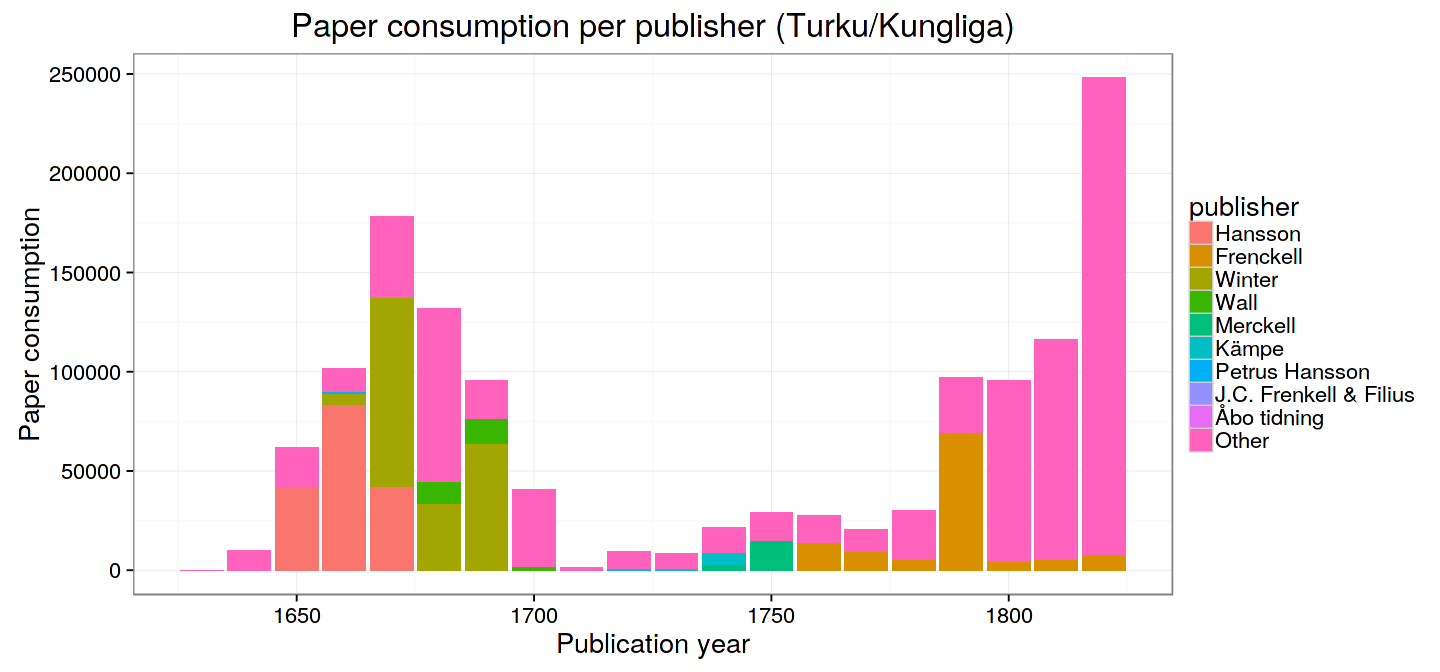 Paper consumption per publisher (Turku/Kungliga)
Paper consumption
250000
200000
150000
100000
50000
0
1650
1700
1750
1800
Publication year
publisher
Hansson
Frenckell
Winter
Wall
Merckell
Kämpe
Petrus Hansson
J.C. Frenkell & Filius
Åbo tidning
Other